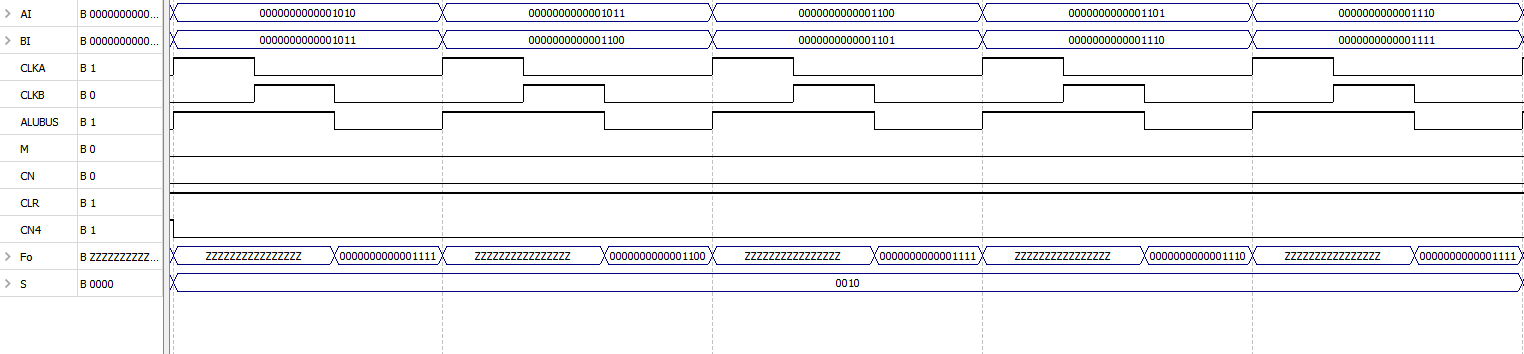 AI B 0000000000... 0000000000001010 0000000000001011 0000000000001100 0000000000001101 0000000000001110
BI B 0000000000... 0000000000001011 0000000000001100 0000000000001101 0000000000001110 0000000000001111
CLKA B 1
CLKB B 0
ALUBUS B 1
M B 0
CN B 0
CLR B 1
CN4 B 1
Fo B ZZZZZZZZZZ... ZZZZZZZZZZZZZZZZ 0000000000001111 ZZZZZZZZZZZZZZZZ 0000000000001100 ZZZZZZZZZZZZZZZZ 0000000000001111 ZZZZZZZZZZZZZZZZ 0000000000001110 ZZZZZZZZZZZZZZZZ 0000000000001111
S B 0000 0010